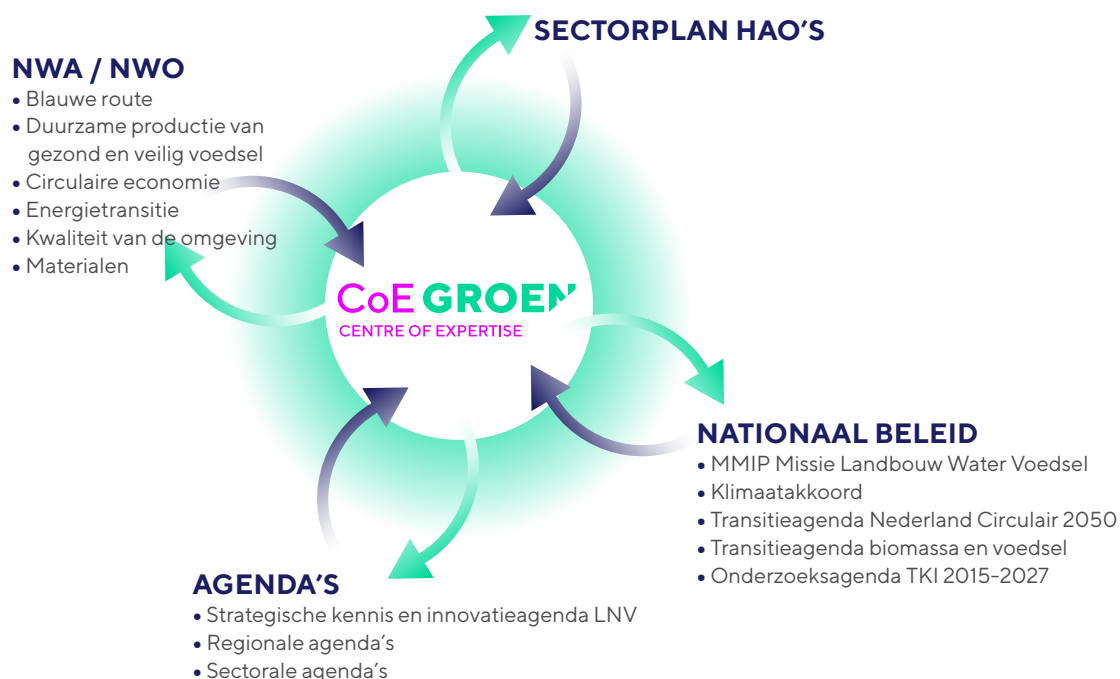 SECTORPLAN HAO'S
NWA / NWO
• Blauwe route
• Duurzame productie van
gezond en veilig voedsel
• Circulaire economie
• Energietransitie
• Kwaliteit van de omgeving
• Materialen
CoE GROEN
CENTRE OF EXPERTISE
NATIONAAL BELEID
• MMIP Missie Landbouw Water Voedsel
• Klimaatakkoord
• Transitieagenda Nederland Circulair 2050
• Transitieagenda biomassa en voedsel
• Onderzoeksagenda TKI 2015-2027
AGENDA'S
• Strategische kennis en innovatieagenda LNV
• Regionale agenda's
• Sectorale agenda's